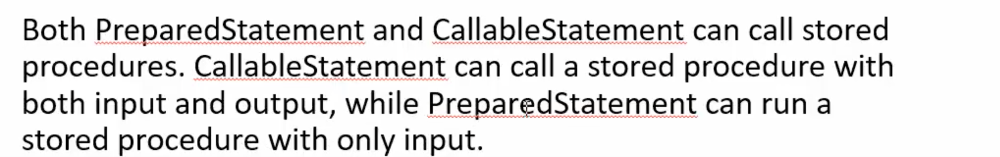 Both PreparedStatement and CallableStatement can call stored
procedures. CallableStatement can call a stored procedure with
both input and output, while PreparedStatement can run a
stored procedure with only input.